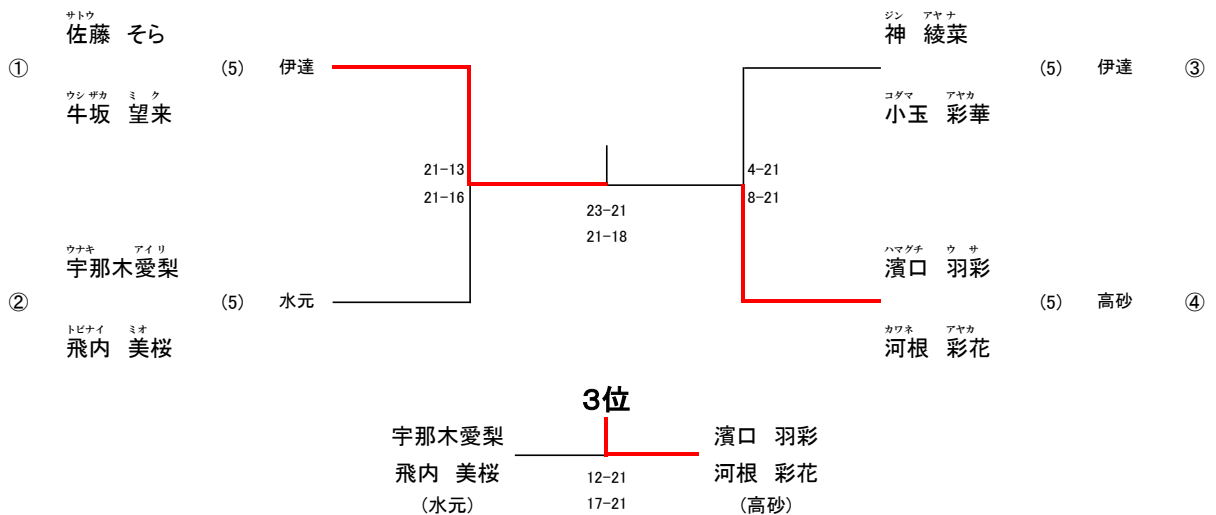 サトウ
佐藤 そら
① (5) 伊達
ウシザカ ミク
牛坂 望来
ウナキ アイリ
宇那木愛梨
② (5) 水元
トビナイ ミオ
飛内 美桜
21-13
21-16
23-21
21-18
4-21
8-21
ジン アヤナ
神 綾菜
(5) 伊達 ③
コダマ アヤカ
小玉 彩華
ハマグチ ウサ
濱口 羽彩
(5) 高砂 ④
カワネ アヤカ
河根 彩花
3位
宇那木愛梨 濱口 羽彩
飛内 美桜 12-21 河根 彩花
(水元) 17-21 (高砂)